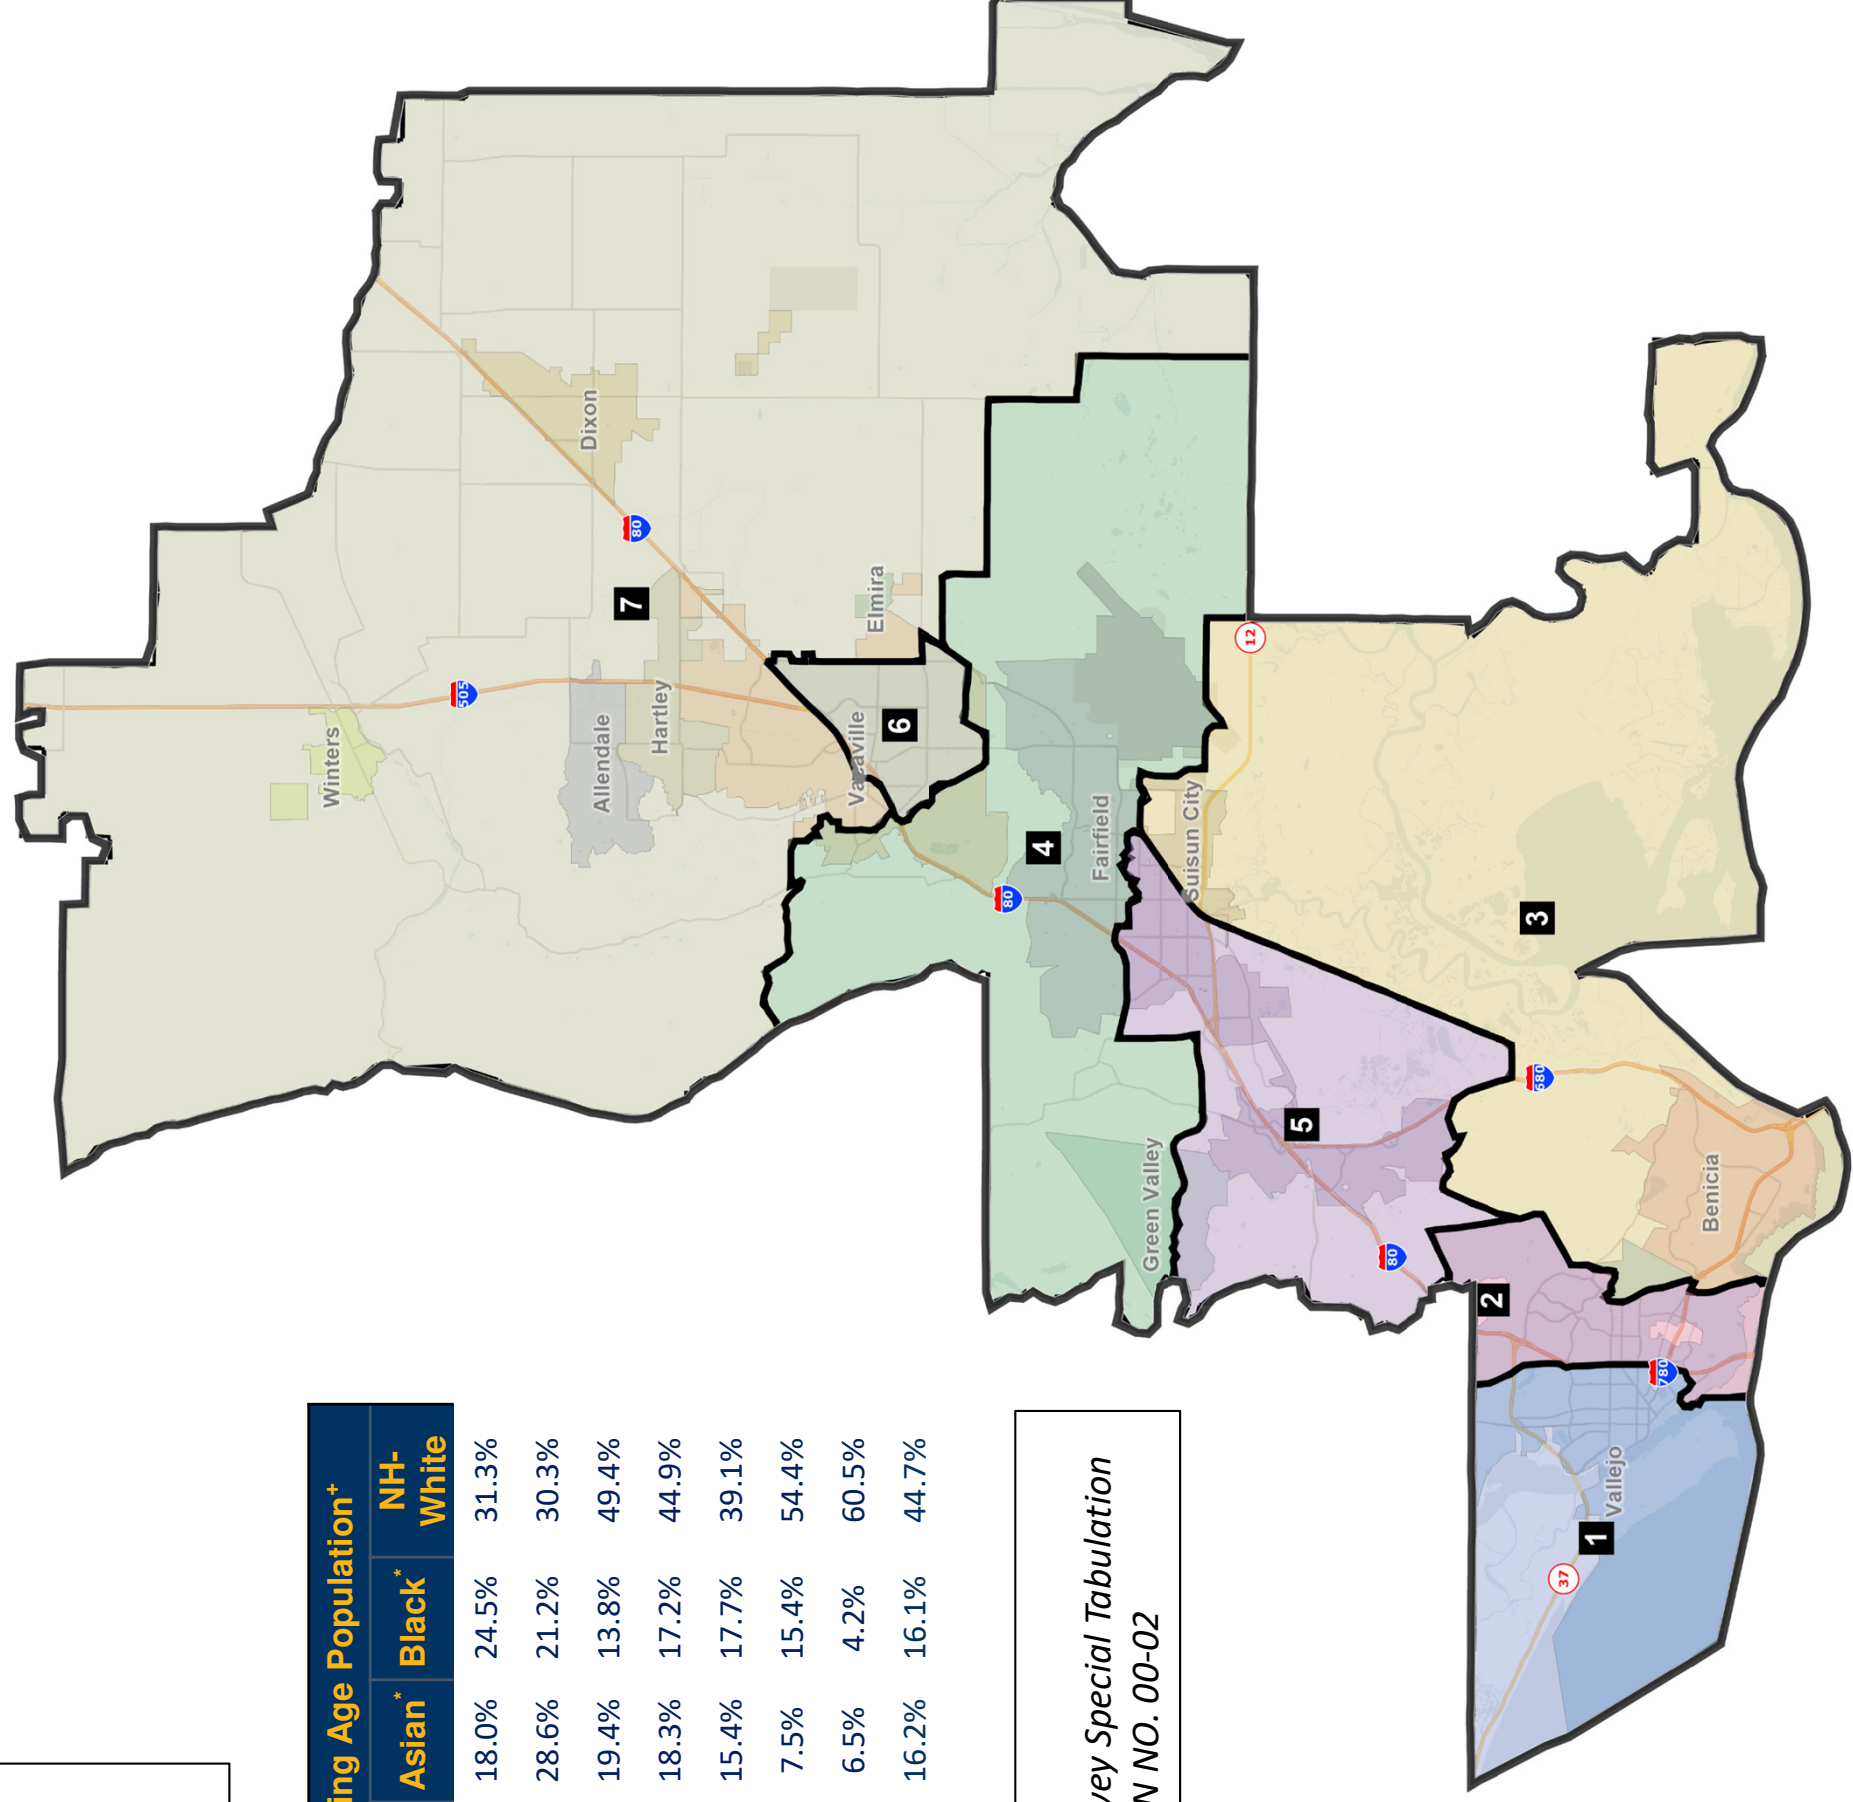 ing Age Population+
Asian* Black* NH-White
18.0% 24.5% 31.3%
28.6% 21.2% 30.3%
19.4% 13.8% 49.4%
18.3% 17.2% 44.9%
15.4% 17.7% 39.1%
7.5% 15.4% 54.4%
6.5% 4.2% 60.5%
16.2% 16.1% 44.7%
vey Special Tabulation
N NO. 00-02
Winters
505
Allendale
Hartley
7
80
Dixon
Vacaville
6
Elmira
4
80
Fairfield
Suisun City
12
Green Valley
5
80
3
680
Benicia
2
780
Vallejo
1
37